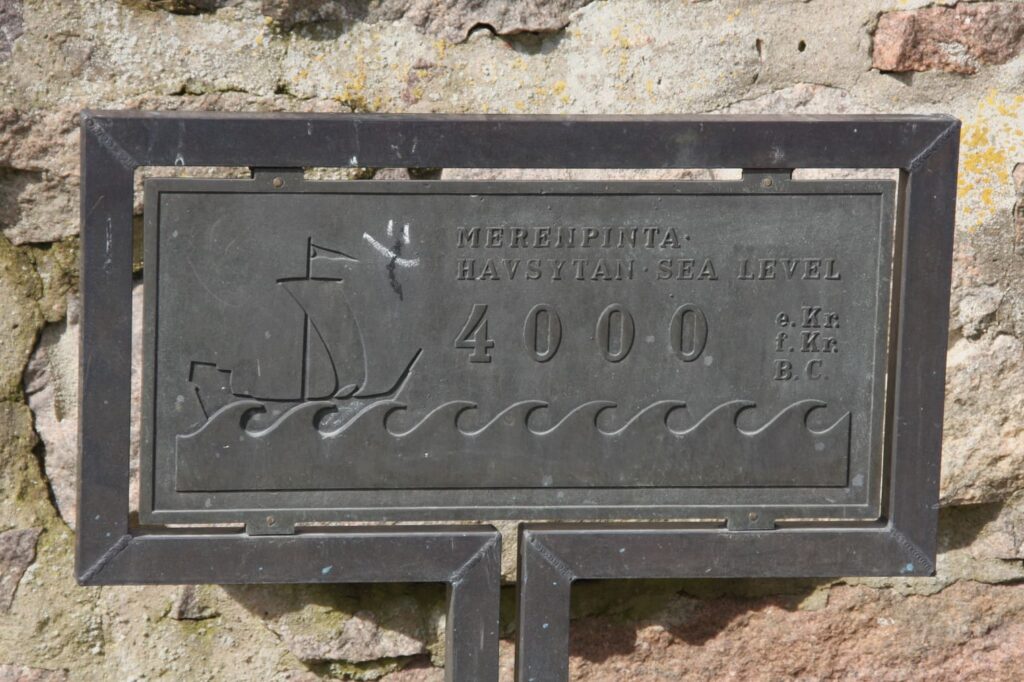 MERENPINTA·
HAVSYTAN·SEA LEVEL
4000 e.Kr.
f.Kr.
B.C.